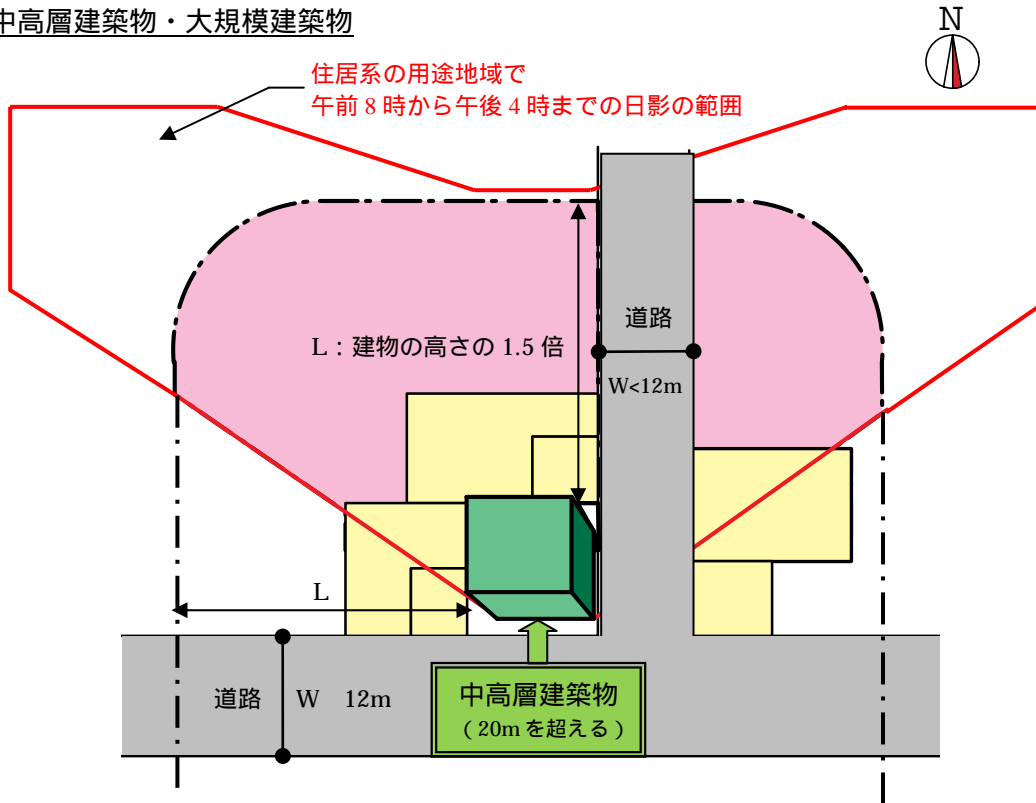 中高層建築物・大規模建築物
N
住居系の用途地域で
午前8時から午後4時までの日影の範囲
道路
L：建物の高さの1.5倍
W<12m
L
道路 W 12m
中高層建築物
（20mを超える）